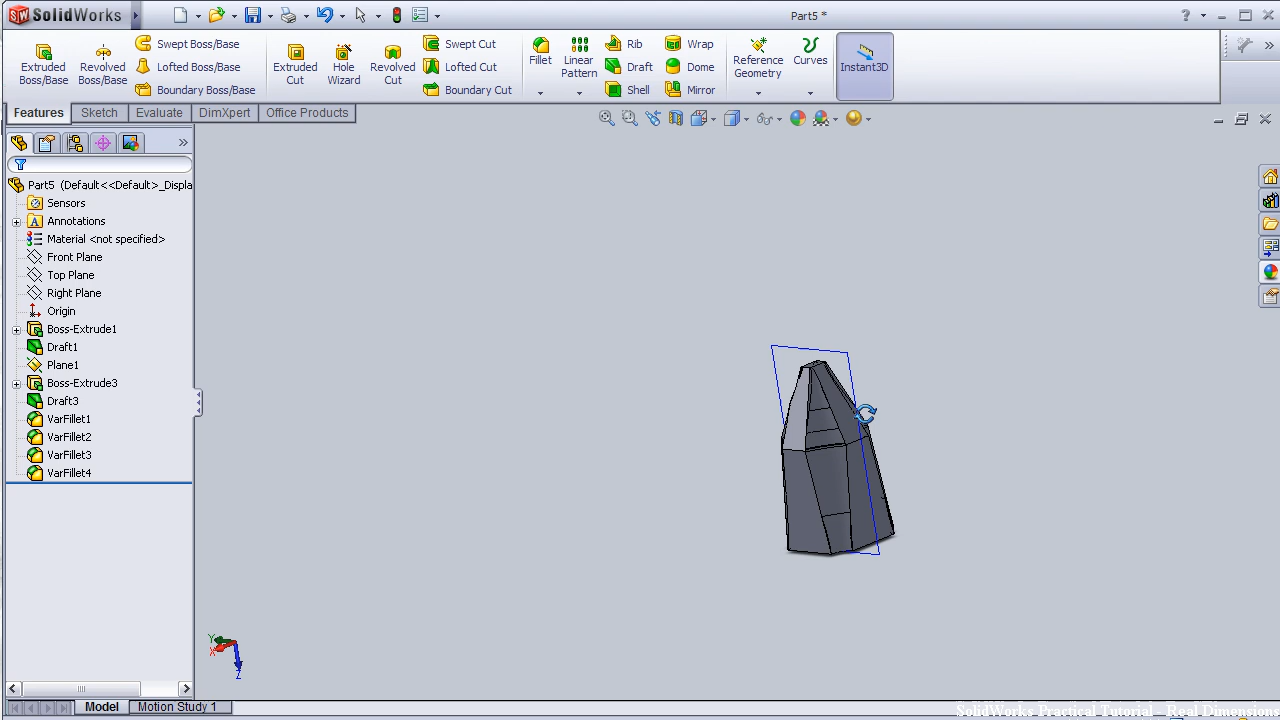 SolidWorks
Part5 *
?
Extruded Boss/Base
Revolved Boss/Base
Swept Boss/Base
Lofted Boss/Base
Boundary Boss/Base
Extruded Cut
Hole Wizard
Revolved Cut
Swept Cut
Lofted Cut
Boundary Cut
Fillet
Linear Pattern
Rib
Draft
Shell
Wrap
Dome
Mirror
Reference Geometry
Curves
Instant3D
Features
Sketch
Evaluate
DimXpert
Office Products
Part5 (Default<<Default>_Displa
Sensors
Annotations
Material <not specified>
Front Plane
Top Plane
Right Plane
Origin
Boss-Extrude1
Draft1
Plane1
Boss-Extrude3
Draft3
VarFillet1
VarFillet2
VarFillet3
VarFillet4
Y
X
Z
Model
Motion Study 1
SolidWorks Practical Tutorial - Real Dimensions